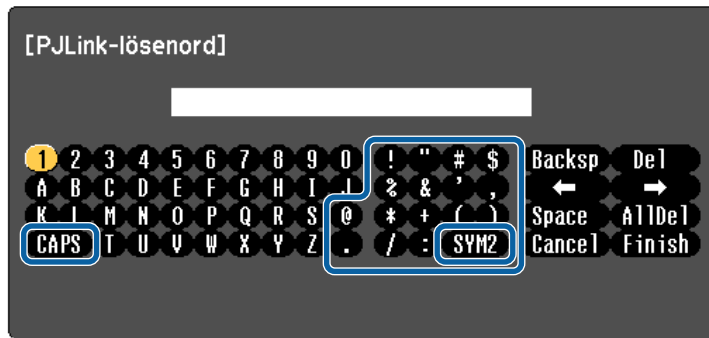 [PJLink-lösenord]
1 2 3 4 5 6 7 8 9 0 ! " # $ Backsp Del
A B C D E F G H I J % & ' , ← →
K L M N O P Q R S @ * + ( ) Space AllDel
CAPS T U V W X Y Z . / : SYM2 Cancel Finish